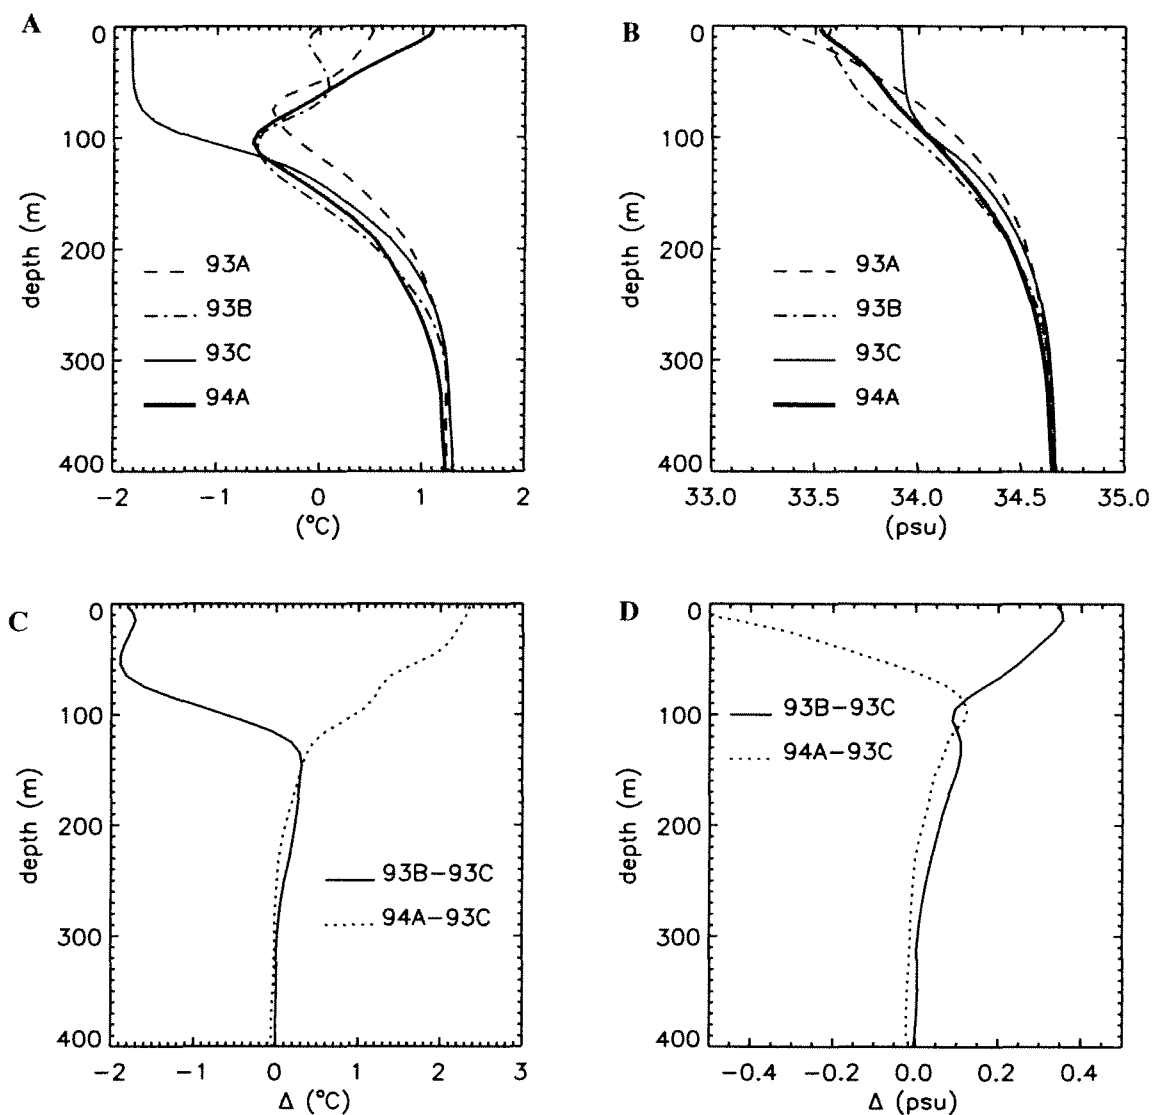 A
0
100
200
300
400
depth (m)
93A
93B
93C
94A
−2
−1
0
1
2
(°C)
B
0
100
200
300
400
depth (m)
93A
93B
93C
94A
33.0
33.5
34.0
34.5
35.0
(psu)
C
0
100
200
300
400
depth (m)
93B−93C
94A−93C
−2
−1
0
1
2
3
Δ (°C)
D
0
100
200
300
400
depth (m)
93B−93C
94A−93C
−0.4
−0.2
0.0
0.2
0.4
Δ (psu)